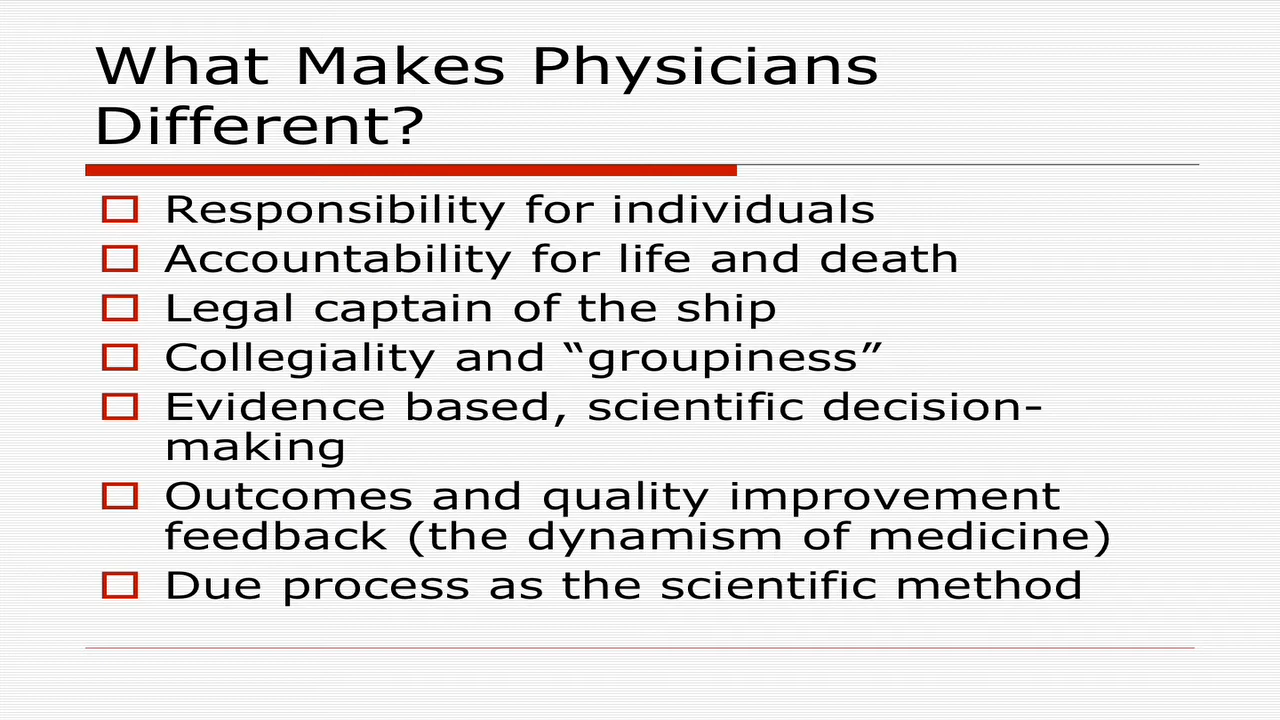 What Makes Physicians
Different?
Responsibility for individuals
Accountability for life and death
Legal captain of the ship
Collegiality and “groupiness”
Evidence based, scientific decision-
making
Outcomes and quality improvement
feedback (the dynamism of medicine)
Due process as the scientific method